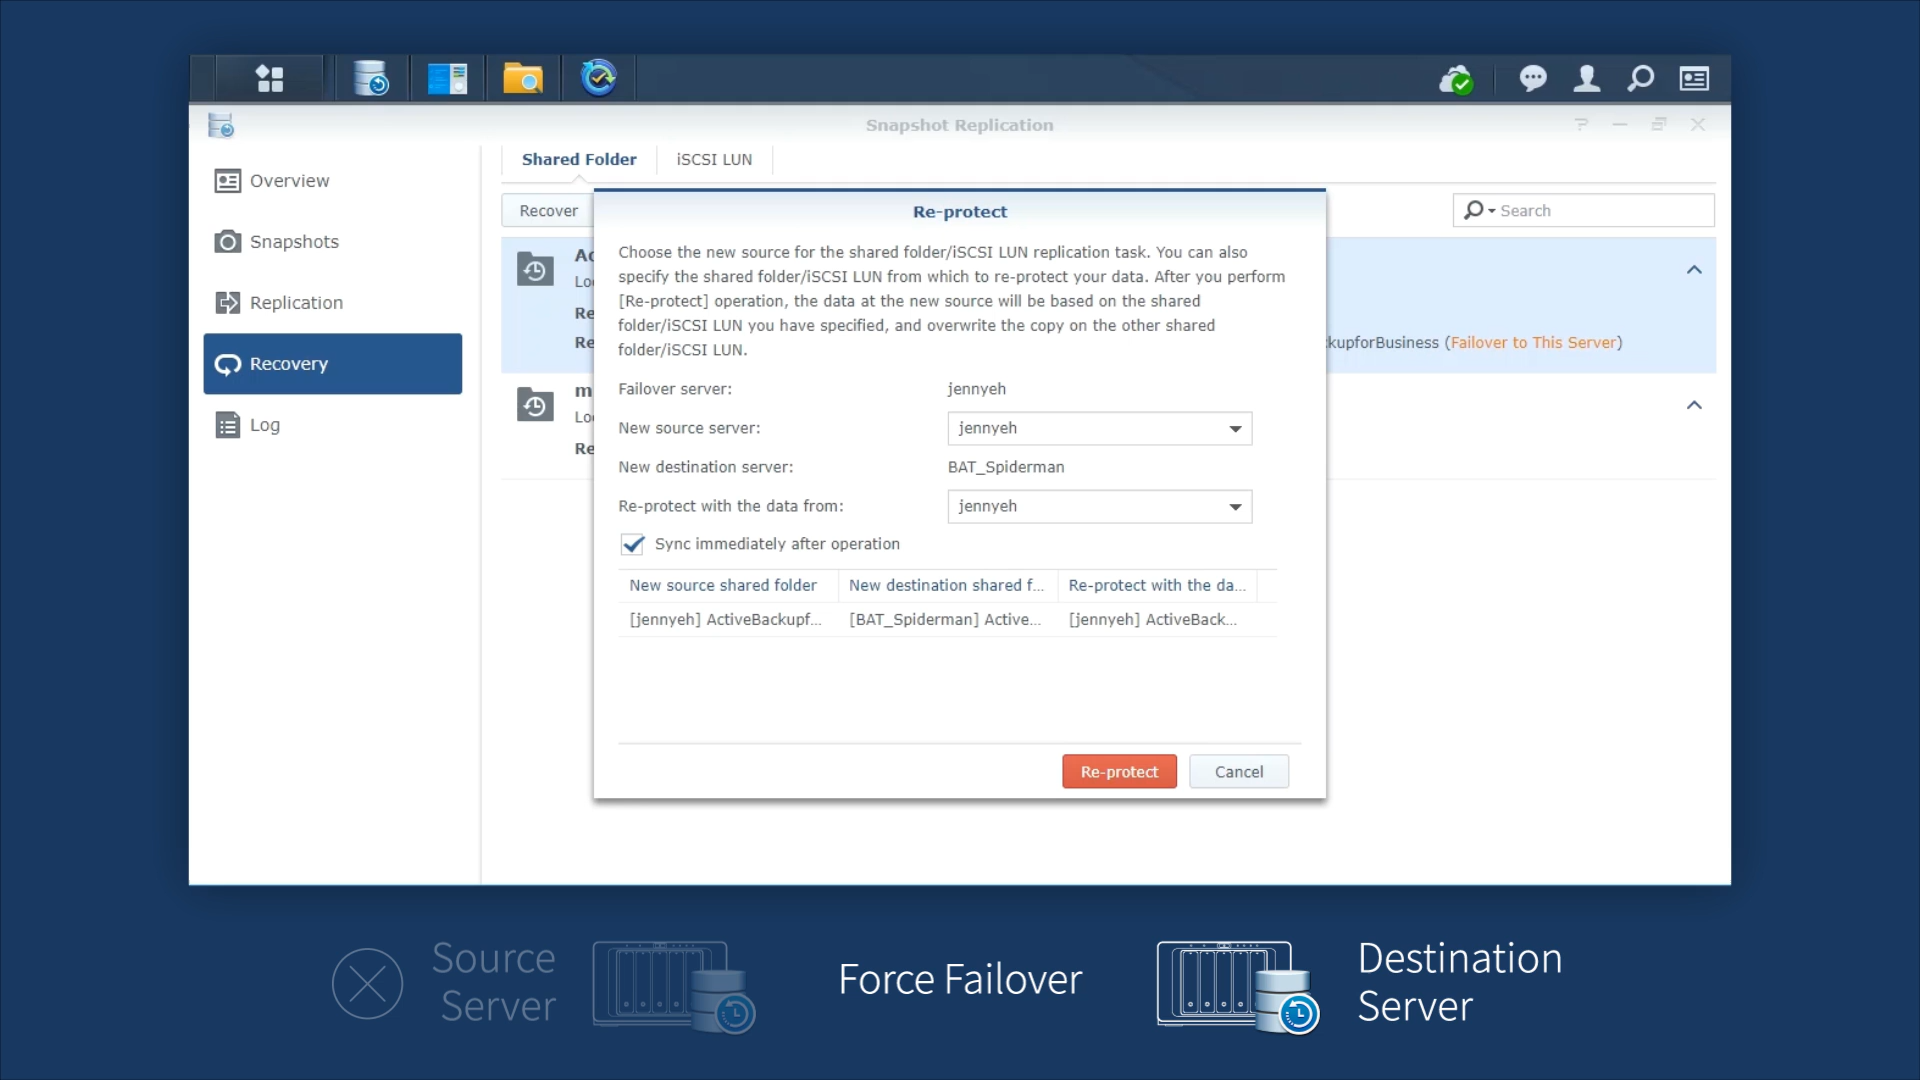 Snapshot Replication
Overview
Snapshots
Replication
Recovery
Log
Shared Folder
iSCSI LUN
Recover
Search
Ac
Loc
Re
Re
kupforBusiness (Failover to This Server)
m
Loc
Re
Re-protect
Choose the new source for the shared folder/iSCSI LUN replication task. You can also
specify the shared folder/iSCSI LUN from which to re-protect your data. After you perform
[Re-protect] operation, the data at the new source will be based on the shared
folder/iSCSI LUN you have specified, and overwrite the copy on the other shared
folder/iSCSI LUN.
Failover server: jennyeh
New source server: jennyeh
New destination server: BAT_Spiderman
Re-protect with the data from: jennyeh
Sync immediately after operation
New source shared folder New destination shared f... Re-protect with the da...
[jennyeh] ActiveBackupf... [BAT_Spiderman] Active... [jennyeh] ActiveBack...
Re-protect Cancel
Source
Server
Force Failover
Destination
Server